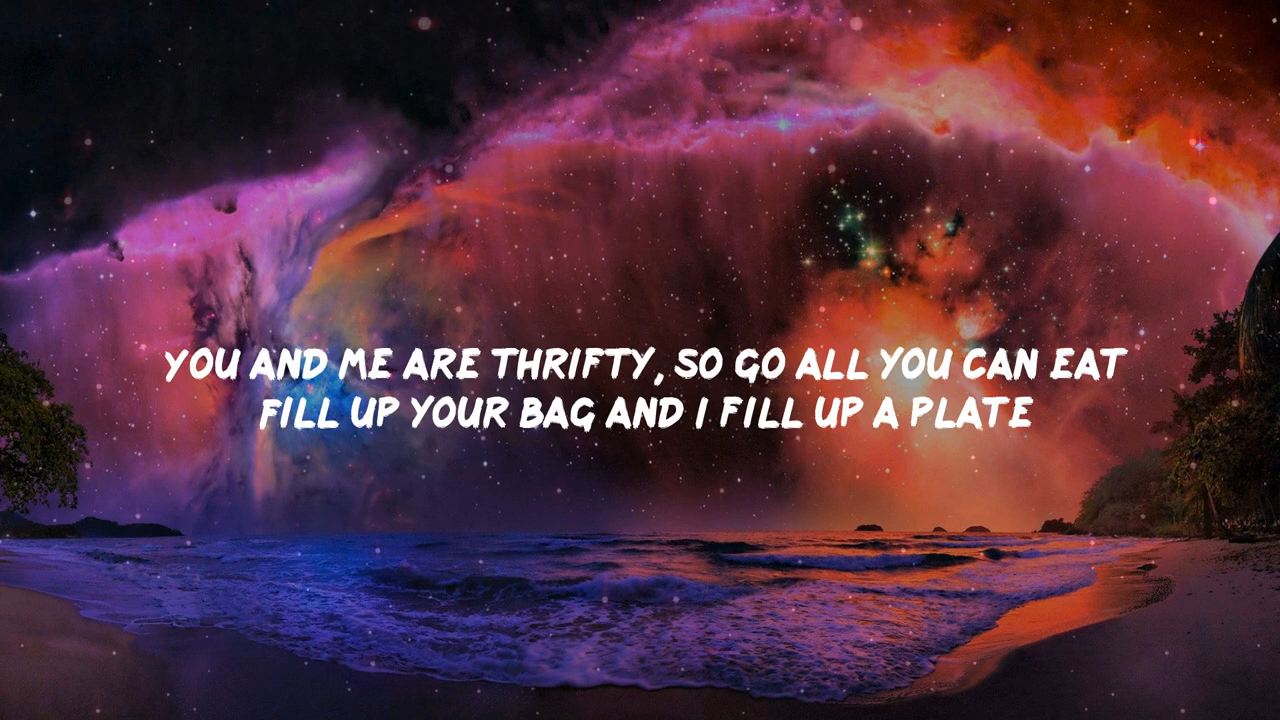 YOU AND ME ARE THRIFTY, SO GO ALL YOU CAN EAT
FILL UP YOUR BAG AND I FILL UP A PLATE